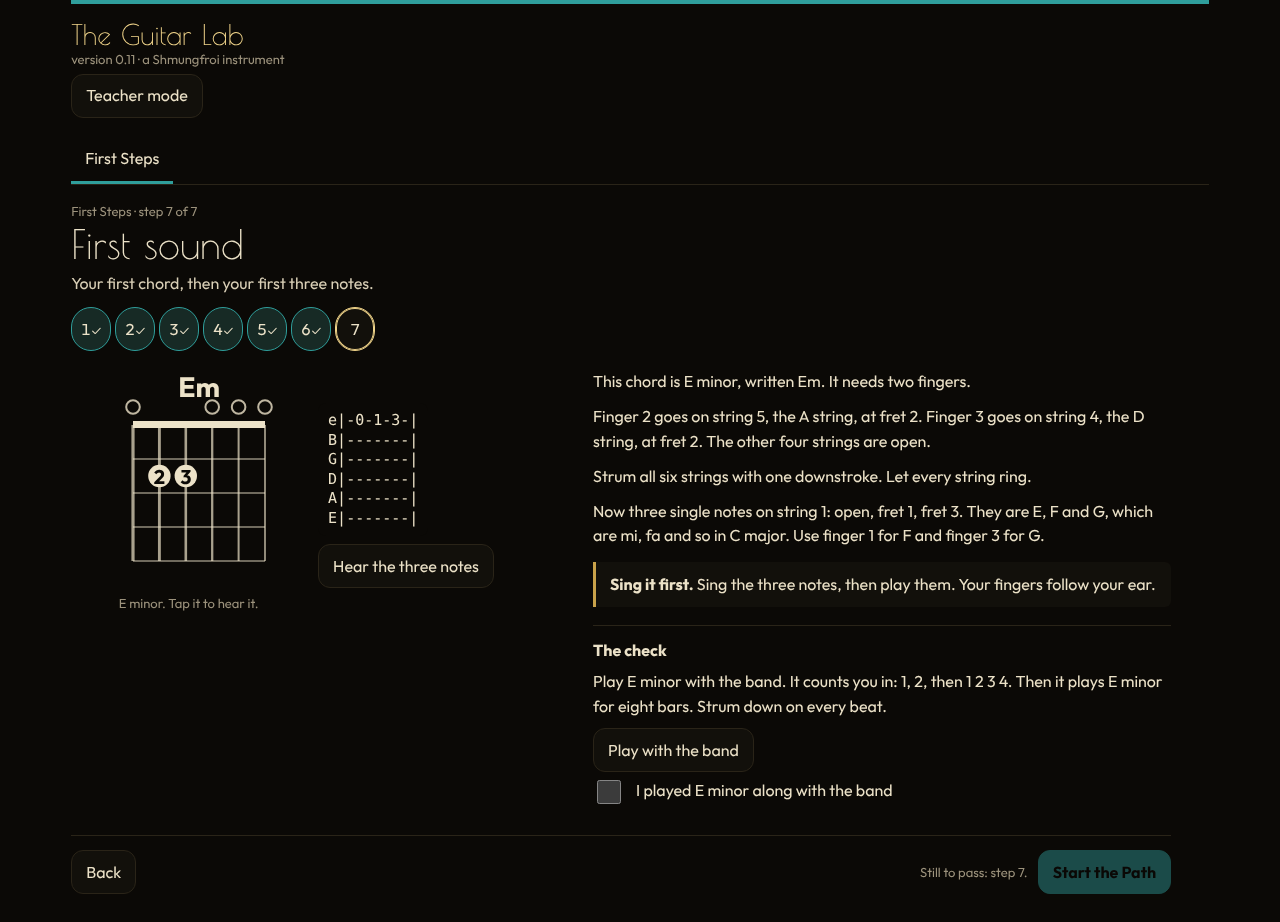 The Guitar Lab
version 0.11 · a Shmungfroi instrument
Teacher mode
First Steps
First Steps · step 7 of 7
First sound
Your first chord, then your first three notes.
1✓ 2✓ 3✓ 4✓ 5✓ 6✓ 7
Em
2 3
E minor. Tap it to hear it.
e|-0-1-3-|
B|-------|
G|-------|
D|-------|
A|-------|
E|-------|
Hear the three notes
This chord is E minor, written Em. It needs two fingers.
Finger 2 goes on string 5, the A string, at fret 2. Finger 3 goes on string 4, the D
string, at fret 2. The other four strings are open.
Strum all six strings with one downstroke. Let every string ring.
Now three single notes on string 1: open, fret 1, fret 3. They are E, F and G, which
are mi, fa and so in C major. Use finger 1 for F and finger 3 for G.
Sing it first. Sing the three notes, then play them. Your fingers follow your ear.
The check
Play E minor with the band. It counts you in: 1, 2, then 1 2 3 4. Then it plays E minor
for eight bars. Strum down on every beat.
Play with the band
I played E minor along with the band
Back
Still to pass: step 7.
Start the Path